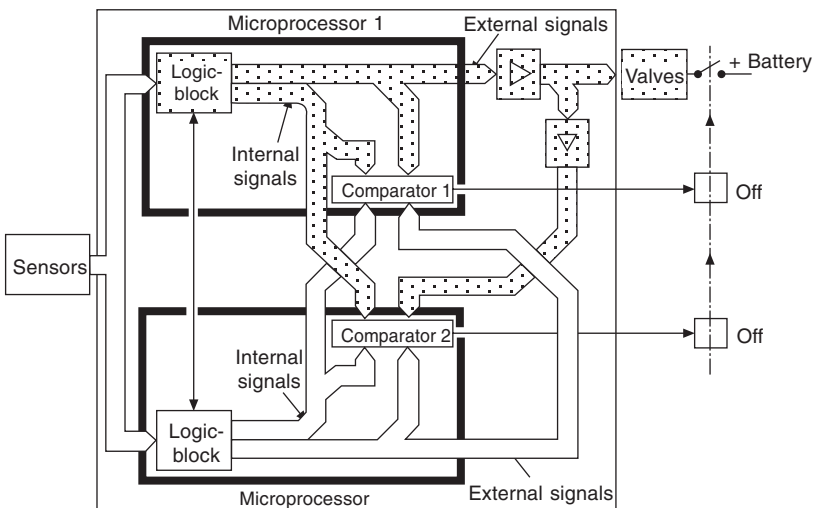 Microprocessor 1
External signals
Logic-
block
Valves
+ Battery
Internal
signals
Comparator 1
Off
Sensors
Comparator 2
Off
Internal
signals
Logic-
block
Microprocessor
External signals